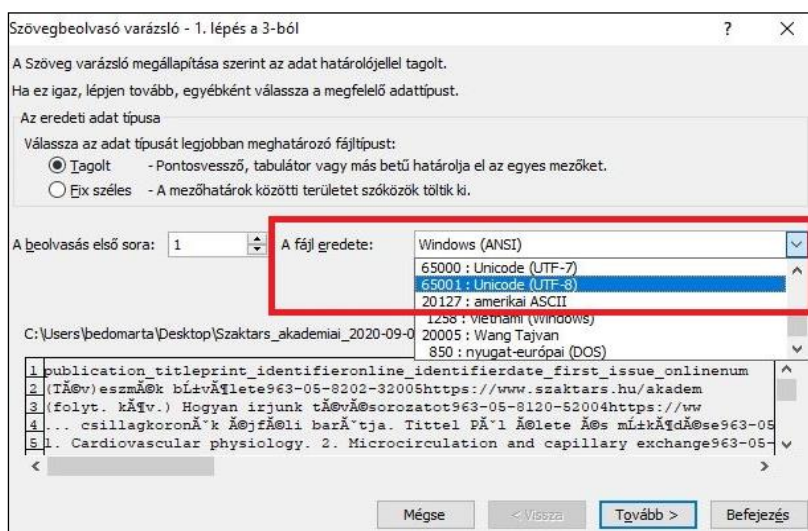 Szövegbeolvasó varázsló - 1. lépés a 3-ból ? ×
A Szöveg varázsló megállapítása szerint az adat határolójellel tagolt.
Ha ez igaz, lépjen tovább, egyébként válassza a megfelelő adattípust.
Az eredeti adat típusa
Válassza az adat típusát legjobban meghatározó fájltípust:
Tagolt - Pontosvessző, tabulátor vagy más betű határolja el az egyes mezőket.
Fix széles - A mezőhatárok közötti területet szóközök töltik ki.
A beolvasás első sora: 1 A fájl eredete: Windows (ANSI)
65000 : Unicode (UTF-7)
65001 : Unicode (UTF-8)
20127 : amerikai ASCII
1258 : vietnami (Windows)
20005 : Wang Tajvan
850 : nyugat-európai (DOS)
C:\Users\bedomarta\Desktop\Szaktars_akademiai_2020-09-0
1 publication_titleprint_identifieronline_identifierdate_first_issue_onlinenum
2 (TĂ©v)eszmĂ©k bĹ±vĂ¶lete963-05-8202-32005https://www.szaktars.hu/akadem
3 (folyt. kĂ¶v.) Hogyan irjunk tĂ©vĂ©sorozatot963-05-8120-52004https://ww
4 ... csillagkoronĂˇk Ă©jfĂ©li barĂˇtja. Tittel PĂˇl Ă©lete Ă©s mĹ±kĂ¶dĂ©se963-05
5 1. Cardiovascular physiology. 2. Microcirculation and capillary exchange963-05-
Mégse < Vissza Tovább > Befejezés